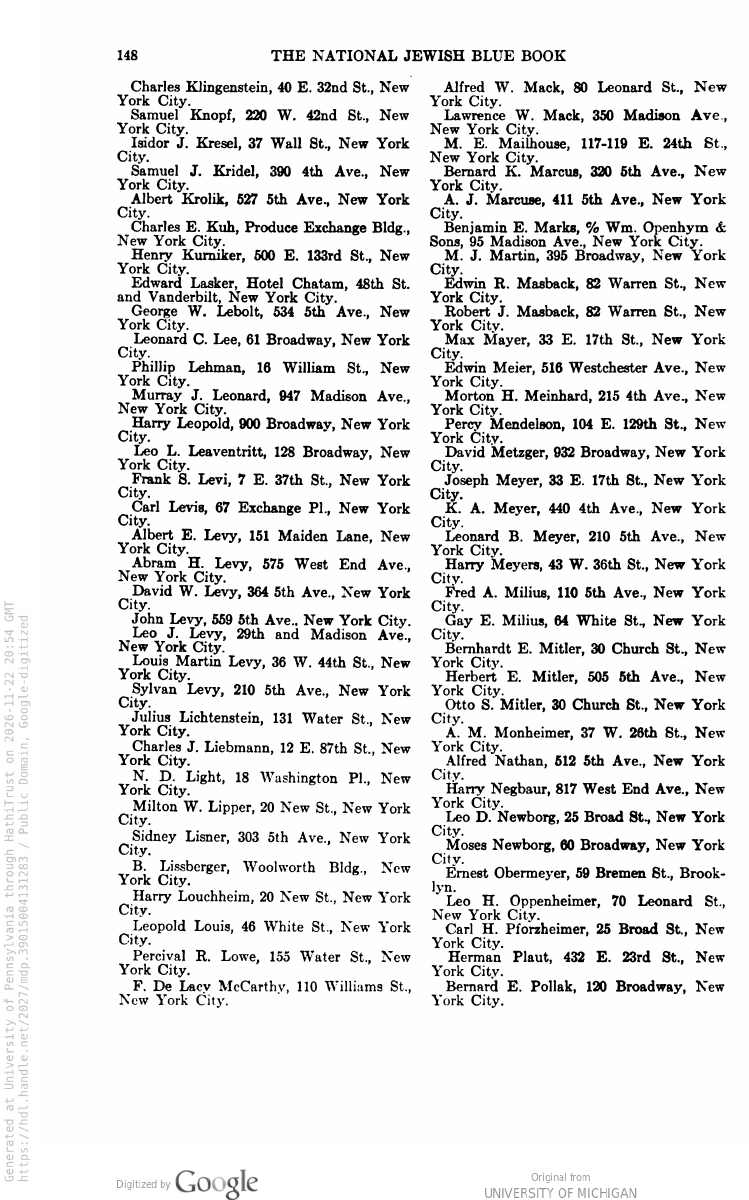 148 THE NATIONAL JEWISH BLUE BOOK
Charles Klingenstein, 40 E. 32nd St., New
York City.
Samuel Knopf, 220 W. 42nd St., New
York City.
Isidor J. Kresel, 37 Wall St., New York
City.
Samuel J. Kridel, 390 4th Ave., New
York City.
Albert Krolik, 527 5th Ave., New York
City.
Charles E. Kuh, Produce Exchange Bldg.,
New York City.
Henry Kurniker, 500 E. 133rd St., New
York City.
Edward Lasker, Hotel Chatam, 48th St.
and Vanderbilt, New York City.
George W. Lebolt, 534 5th Ave., New
York City.
Leonard C. Lee, 61 Broadway, New York
City.
Phillip Lehman, 16 William St., New
York City.
Murray J. Leonard, 947 Madison Ave.,
New York City.
Harry Leopold, 900 Broadway, New York
City.
Leo L. Leaventritt, 128 Broadway, New
York City.
Frank S. Levi, 7 E. 37th St., New York
City.
Carl Levis, 67 Exchange Pl., New York
City.
Albert E. Levy, 151 Maiden Lane, New
York City.
Abram H. Levy, 575 West End Ave.,
New York City.
David W. Levy, 364 5th Ave., New York
City.
John Levy, 559 5th Ave., New York City.
Leo J. Levy, 29th and Madison Ave.,
New York City.
Louis Martin Levy, 36 W. 44th St., New
York City.
Sylvan Levy, 210 5th Ave., New York
City.
Julius Lichtenstein, 131 Water St., New
York City.
Charles J. Liebmann, 12 E. 87th St., New
York City.
N. D. Light, 18 Washington Pl., New
York City.
Milton W. Lipper, 20 New St., New York
City.
Sidney Lisner, 303 5th Ave., New York
City.
B. Lissberger, Woolworth Bldg., New
York City.
Harry Louchheim, 20 New St., New York
City.
Leopold Louis, 46 White St., New York
City.
Percival R. Lowe, 155 Water St., New
York City.
F. De Lacy McCarthy, 110 Williams St.,
New York City.
Alfred W. Mack, 80 Leonard St., New
York City.
Lawrence W. Mack, 350 Madison Ave.,
New York City.
M. E. Mailhouse, 117-119 E. 24th St.,
New York City.
Bernard K. Marcus, 320 5th Ave., New
York City.
A. J. Marcuse, 411 5th Ave., New York
City.
Benjamin E. Marks, % Wm. Openhym &
Sons, 95 Madison Ave., New York City.
M. J. Martin, 395 Broadway, New York
City.
Edwin R. Masback, 82 Warren St., New
York City.
Robert J. Masback, 82 Warren St., New
York City.
Max Mayer, 33 E. 17th St., New York
City.
Edwin Meier, 516 Westchester Ave., New
York City.
Morton H. Meinhard, 215 4th Ave., New
York City.
Percy Mendelson, 104 E. 129th St., New
York City.
David Metzger, 932 Broadway, New York
City.
Joseph Meyer, 33 E. 17th St., New York
City.
K. A. Meyer, 440 4th Ave., New York
City.
Leonard B. Meyer, 210 5th Ave., New
York City.
Harry Meyers, 43 W. 36th St., New York
City.
Fred A. Milius, 110 5th Ave., New York
City.
Gay E. Milius, 64 White St., New York
City.
Bernhardt E. Mitler, 30 Church St., New
York City.
Herbert E. Mitler, 505 5th Ave., New
York City.
Otto S. Mitler, 30 Church St., New York
City.
A. M. Monheimer, 37 W. 26th St., New
York City.
Alfred Nathan, 512 5th Ave., New York
City.
Harry Negbaur, 817 West End Ave., New
York City.
Leo D. Newborg, 25 Broad St., New York
City.
Moses Newborg, 60 Broadway, New York
City.
Ernest Obermeyer, 59 Bremen St., Brook-
lyn.
Leo H. Oppenheimer, 70 Leonard St.,
New York City.
Carl H. Pforzheimer, 25 Broad St., New
York City.
Herman Plaut, 432 E. 23rd St., New
York City.
Bernard E. Pollak, 120 Broadway, New
York City.
Generated at University of Pennsylvania through HathiTrust on 2026-11-22 20:54 GMT
https://hdl.handle.net/2027/mdp.39015004131283 / Public Domain, Google-digitized
Digitized by Google
Original from
UNIVERSITY OF MICHIGAN